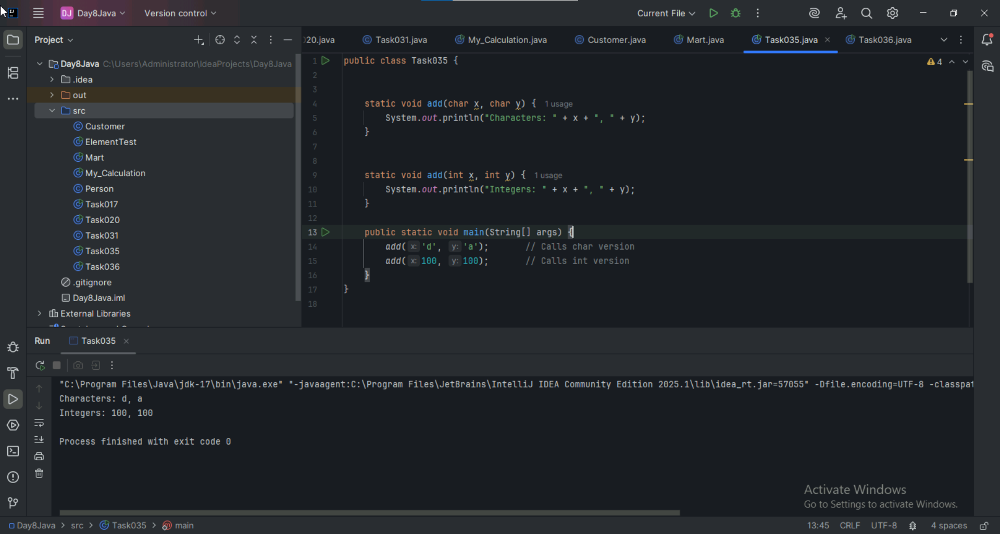 DJ Day8Java Version control Current File
Project
20.java Task031.java My_Calculation.java Customer.java Mart.java Task035.java Task036.java
Day8Java C:\Users\Administrator\IdeaProjects\Day8Java
.idea
out
src
Customer
ElementTest
Mart
My_Calculation
Person
Task017
Task020
Task031
Task035
Task036
.gitignore
Day8Java.iml
External Libraries
4
1 public class Task035 {
2
3
4 static void add(char x, char y) { 1 usage
5 System.out.println("Characters: " + x + ", " + y);
6 }
7
8
9 static void add(int x, int y) { 1 usage
10 System.out.println("Integers: " + x + ", " + y);
11 }
12
13 public static void main(String[] args) {
14 add( x: 'd', y: 'a'); // Calls char version
15 add( x: 100, y: 100); // Calls int version
16 }
17 }
18
Run Task035
"C:\Program Files\Java\jdk-17\bin\java.exe" "-javaagent:C:\Program Files\JetBrains\IntelliJ IDEA Community Edition 2025.1\lib\idea_rt.jar=57055" -Dfile.encoding=UTF-8 -classpat
Characters: d, a
Integers: 100, 100
Process finished with exit code 0
Activate Windows
Go to Settings to activate Windows.
Day8Java > src > Task035 > main 13:45 CRLF UTF-8 4 spaces